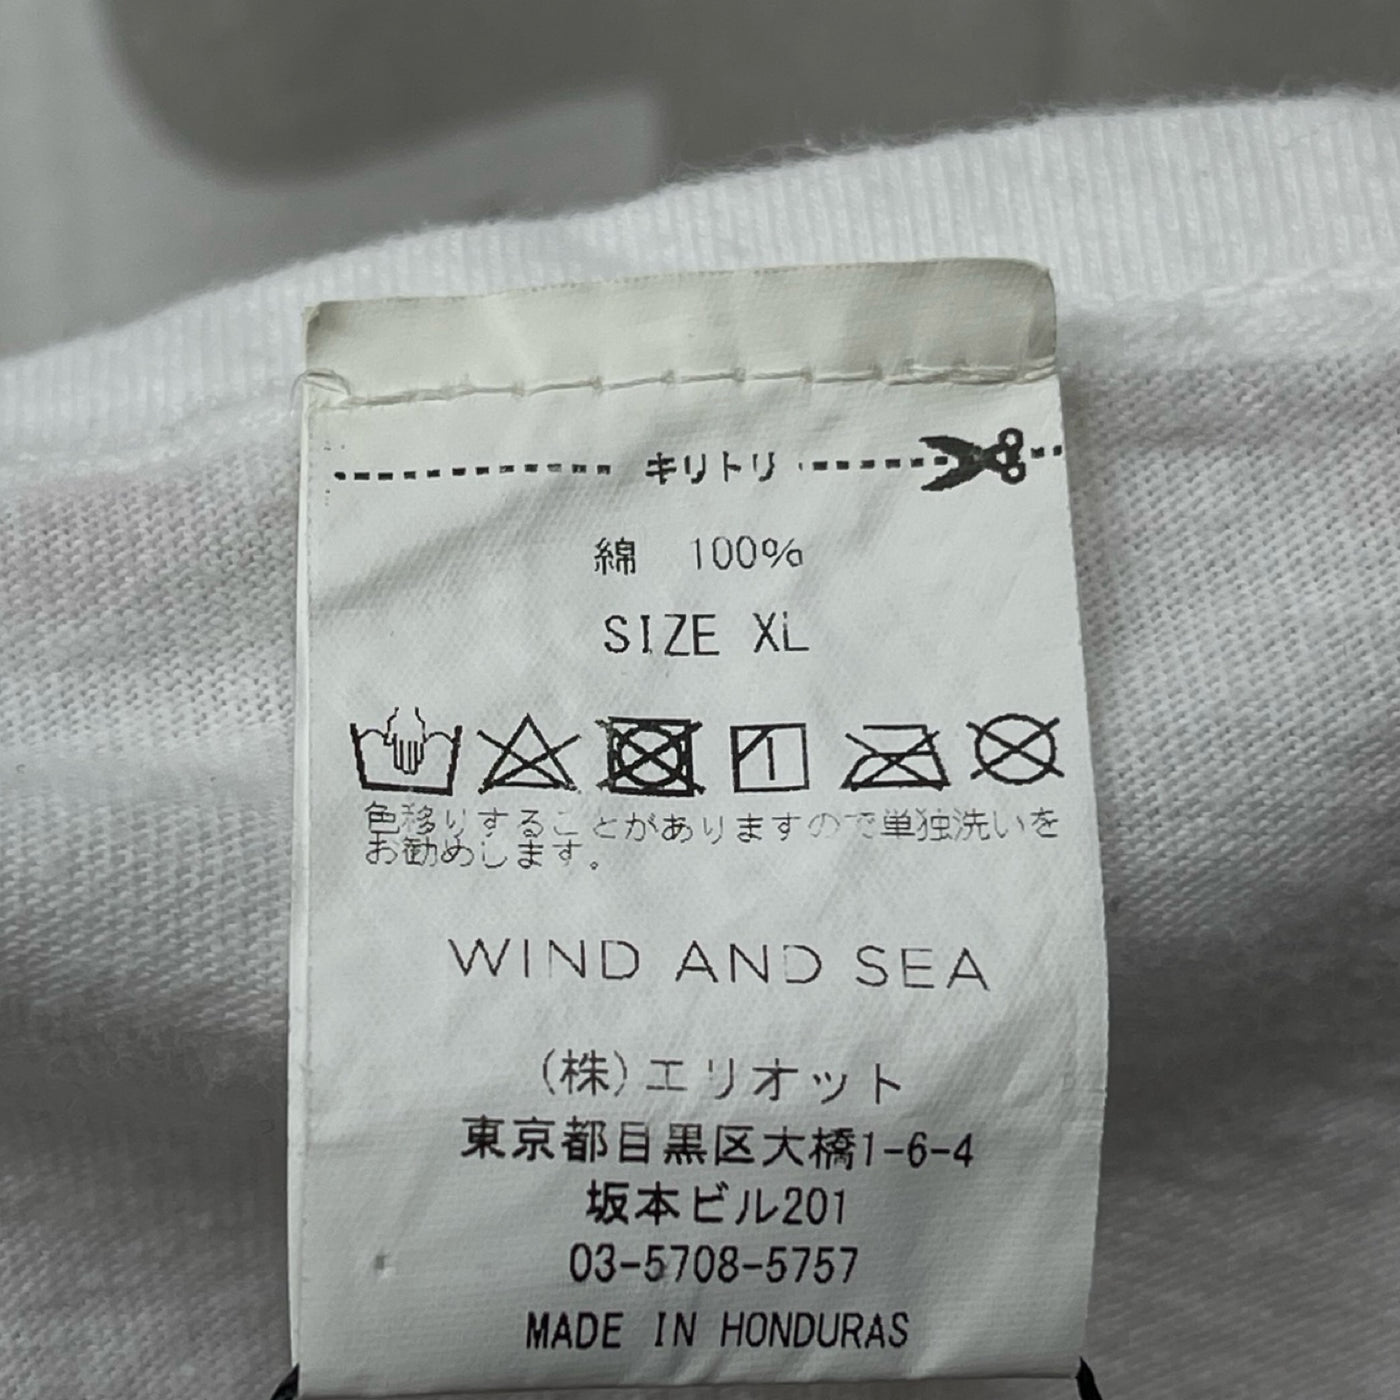 キリトリ
綿 100%
SIZE XL
色移りすることがありますので単独洗いを
お勧めします。
WIND AND SEA
(株)エリオット
東京都目黒区大橋1-6-4
坂本ビル201
03-5708-5757
MADE IN HONDURAS